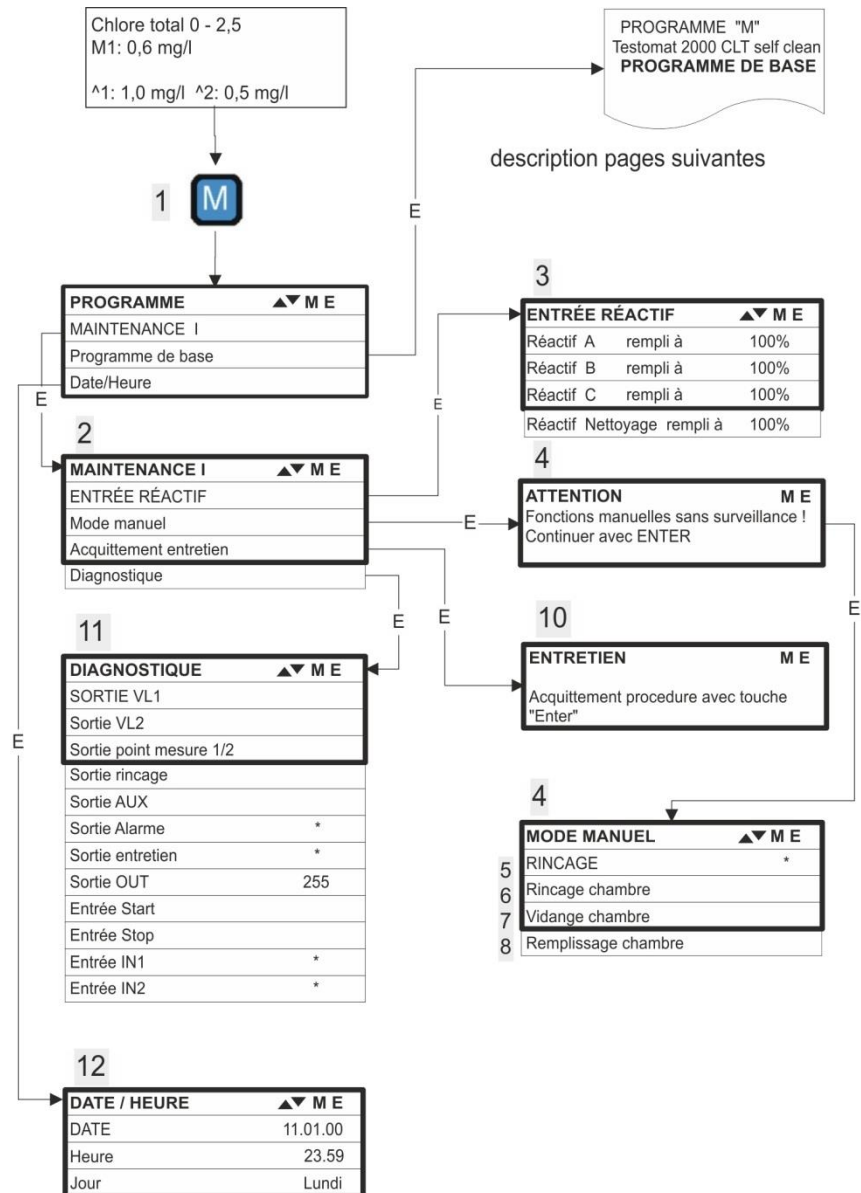 Chlore total 0 - 2,5
M1: 0,6 mg/l
^1: 1,0 mg/l ^2: 0,5 mg/l
PROGRAMME "M"
Testomat 2000 CLT self clean
PROGRAMME DE BASE
description pages suivantes
1
M
E
PROGRAMME ▲▼ M E
MAINTENANCE I
Programme de base
Date/Heure
E
3
ENTRÉE RÉACTIF ▲▼ M E
Réactif A rempli à 100%
Réactif B rempli à 100%
Réactif C rempli à 100%
Réactif Nettoyage rempli à 100%
E
2
MAINTENANCE I ▲▼ M E
ENTRÉE RÉACTIF
Mode manuel
Acquittement entretien
Diagnostique
E
4
ATTENTION M E
Fonctions manuelles sans surveillance !
Continuer avec ENTER
E
E
E
10
ENTRETIEN M E
Acquittement procedure avec touche
"Enter"
11
DIAGNOSTIQUE ▲▼ M E
SORTIE VL1
Sortie VL2
Sortie point mesure 1/2
Sortie rincage
Sortie AUX
Sortie Alarme *
Sortie entretien *
Sortie OUT 255
Entrée Start
Entrée Stop
Entrée IN1 *
Entrée IN2 *
E
4
MODE MANUEL ▲▼ M E
5 RINCAGE *
6 Rincage chambre
7 Vidange chambre
8 Remplissage chambre
12
DATE / HEURE ▲▼ M E
DATE 11.01.00
Heure 23.59
Jour Lundi